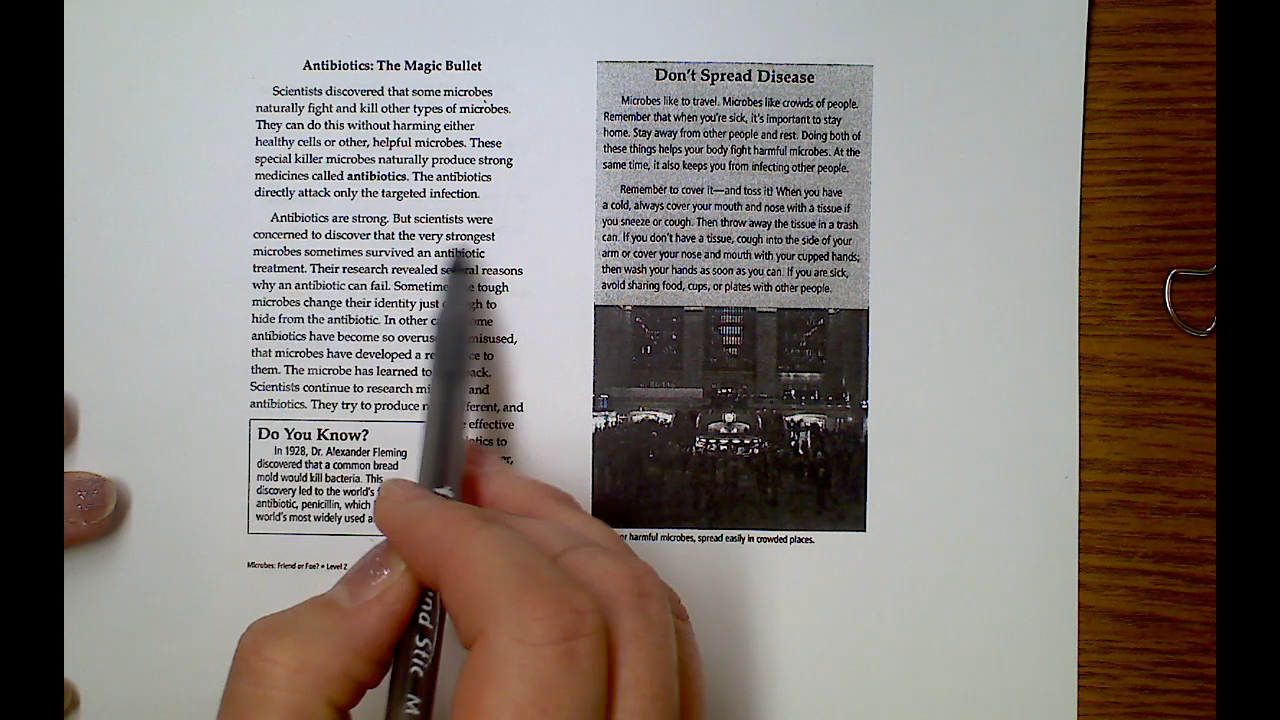 Antibiotics: The Magic Bullet
Scientists discovered that some microbes
naturally fight and kill other types of microbes.
They can do this without harming either
healthy cells or other, helpful microbes. These
special killer microbes naturally produce strong
medicines called antibiotics. The antibiotics
directly attack only the targeted infection.
Antibiotics are strong. But scientists were
concerned to discover that the very strongest
microbes sometimes survived an antibiotic
treatment. Their research revealed several reasons
why an antibiotic can fail. tough
microbes change their identity just to
hide from the antibiotic. In other
antibiotics have become so misused,
that microbes have developed a to
them. The microbe has learned to
Scientists continue to research and
antibiotics. They try to produce and
effective
to
Do You Know?
In 1928, Dr. Alexander Fleming
discovered that a common bread
mold would kill bacteria. This
discovery led to the world's
antibiotic, penicillin, which
world's most widely used
Microbes: Friend or Foe? • Level Z
Don't Spread Disease
Microbes like to travel. Microbes like crowds of people.
Remember that when you're sick, it's important to stay
home. Stay away from other people and rest. Doing both of
these things helps your body fight harmful microbes. At the
same time, it also keeps you from infecting other people.
Remember to cover it—and toss it! When you have
a cold, always cover your mouth and nose with a tissue if
you sneeze or cough. Then throw away the tissue in a trash
can. If you don't have a tissue, cough into the side of your
arm or cover your nose and mouth with your cupped hands;
then wash your hands as soon as you can. If you are sick,
avoid sharing food, cups, or plates with other people.
or harmful microbes, spread easily in crowded places.
Stic M